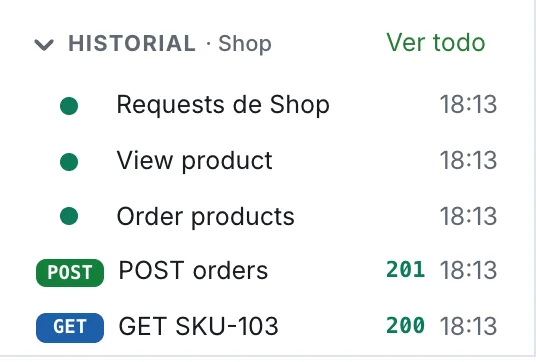 HISTORIAL · Shop Ver todo
Requests de Shop 18:13
View product 18:13
Order products 18:13
POST POST orders 201 18:13
GET GET SKU-103 200 18:13